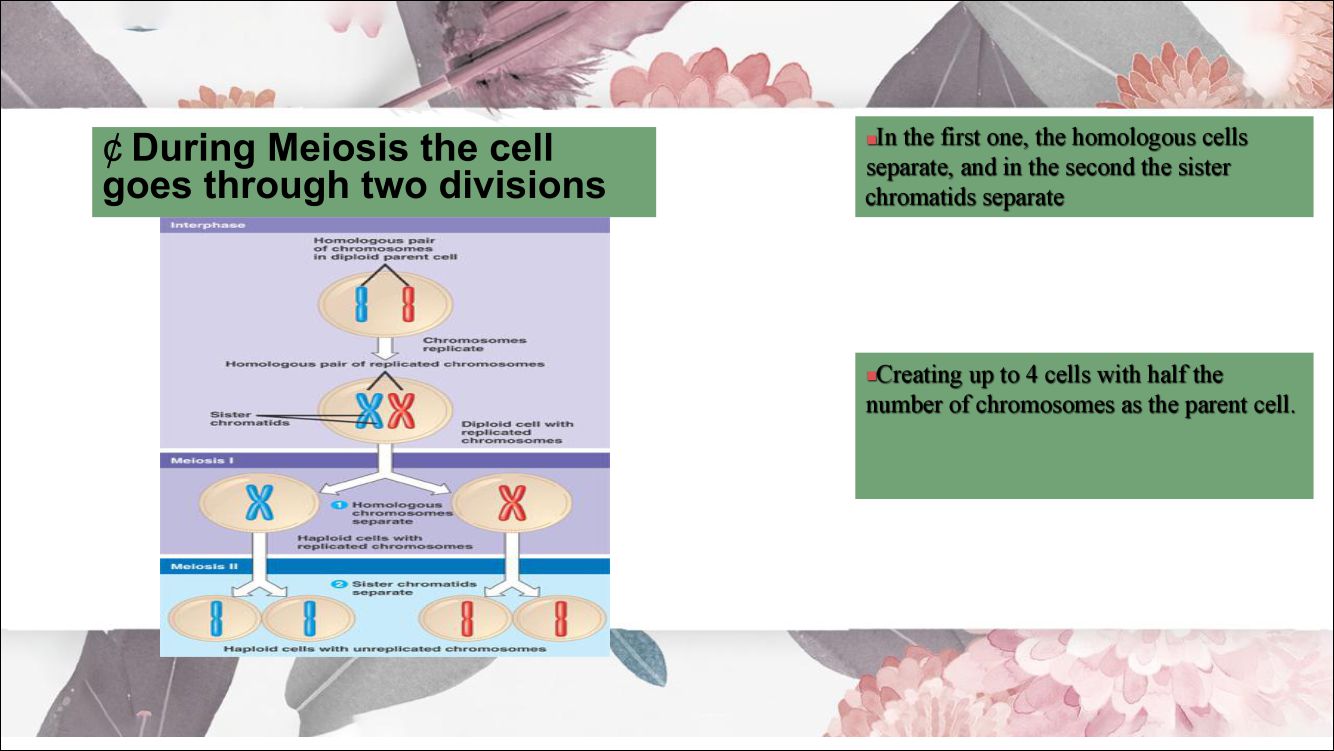 ¢ During Meiosis the cell
goes through two divisions
▪In the first one, the homologous cells
separate, and in the second the sister
chromatids separate
▪Creating up to 4 cells with half the
number of chromosomes as the parent cell.
Interphase
Homologous pair
of chromosomes
in diploid parent cell
Chromosomes
replicate
Homologous pair of replicated chromosomes
Sister
chromatids
Diploid cell with
replicated
chromosomes
Meiosis I
1 Homologous
chromosomes
separate
Haploid cells with
replicated chromosomes
Meiosis II
2 Sister chromatids
separate
Haploid cells with unreplicated chromosomes